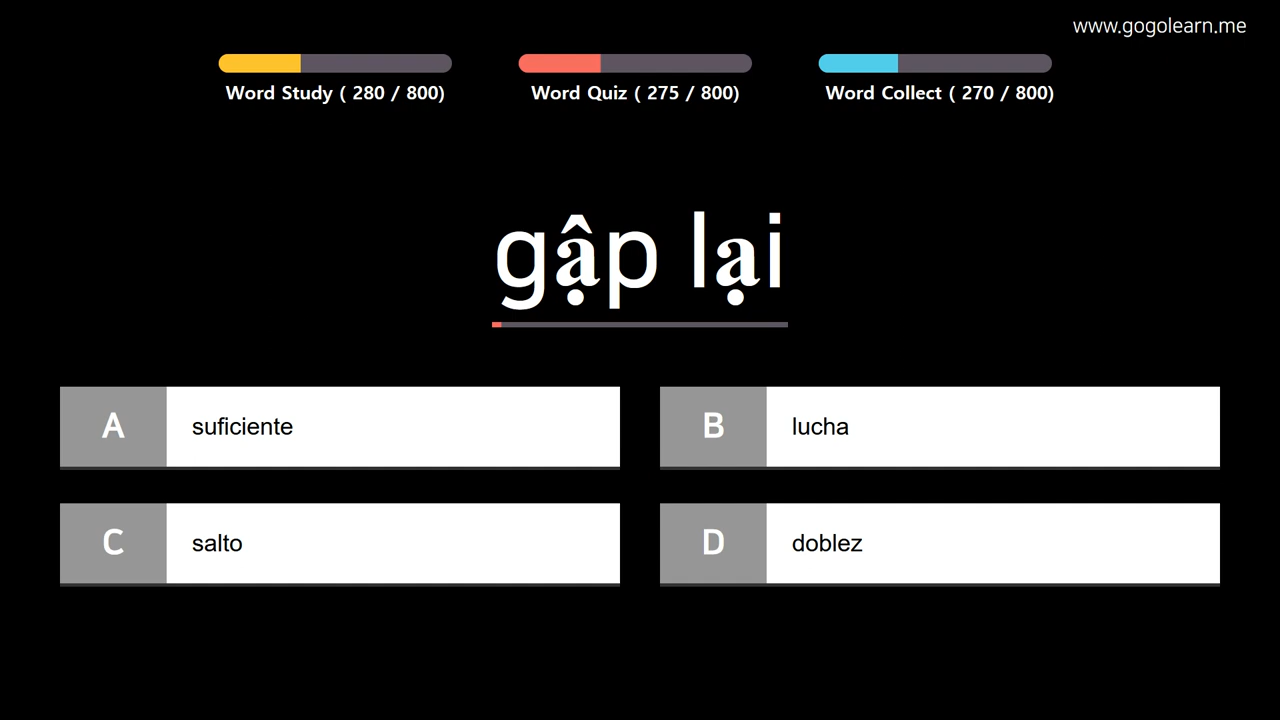 www.gogolearn.me
Word Study ( 280 / 800)
Word Quiz ( 275 / 800)
Word Collect ( 270 / 800)
gập lại
A suficiente
B lucha
C salto
D doblez